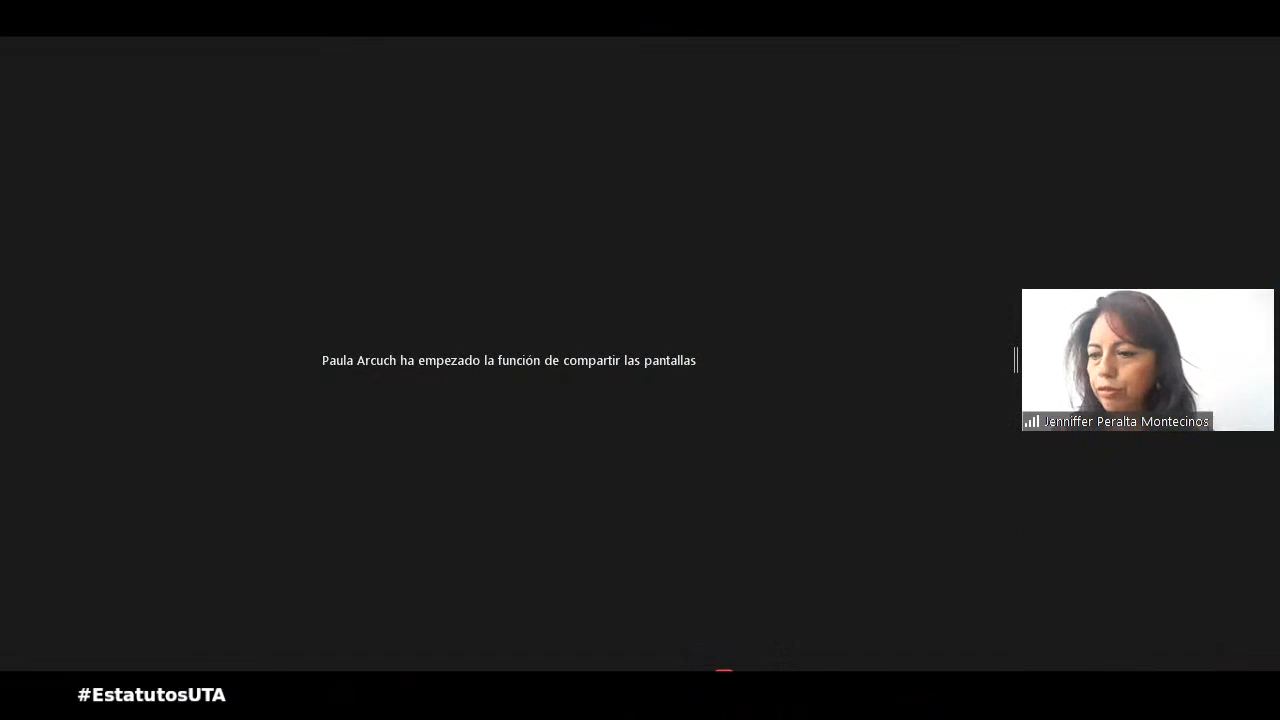 Paula Arcuch ha empezado la función de compartir las pantallas
Jenniffer Peralta Montecinos
#EstatutosUTA